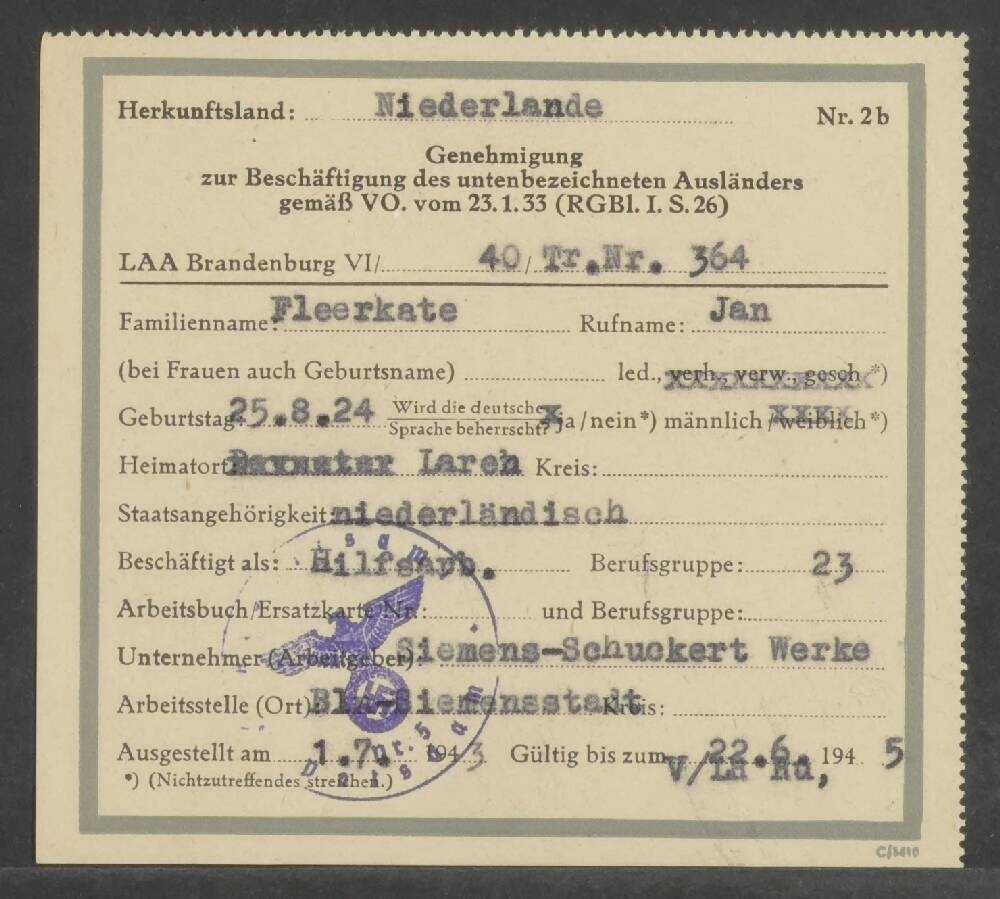 Herkunftsland: Niederlande Nr. 2b
Genehmigung
zur Beschäftigung des untenbezeichneten Ausländers
gemäß VO. vom 23.1.33 (RGBl. I. S. 26)
LAA Brandenburg VI/ 40/ Tr.Nr. 364
Familienname: Fleerkate Rufname: Jan
(bei Frauen auch Geburtsname) led., verh., verw., gesch *)
Geburtstag: 25.8.24 Wird die deutsche Sprache beherrscht? ja/nein*) männlich /weiblich*)
Heimatort: Laren Kreis:
Staatsangehörigkeit: niederländisch
Beschäftigt als: Hilfsarb. Berufsgruppe: 23
Arbeitsbuch/Ersatzkarte Nr.: und Berufsgruppe:
Unternehmer (Arbeitgeber): Siemens-Schuckert Werke
Arbeitsstelle (Ort) Bln-Siemensstadt Kreis:
Ausgestellt am 1.7. 1943 Gültig bis zum 22.6. 1945
*) (Nichtzutreffendes streichen.)